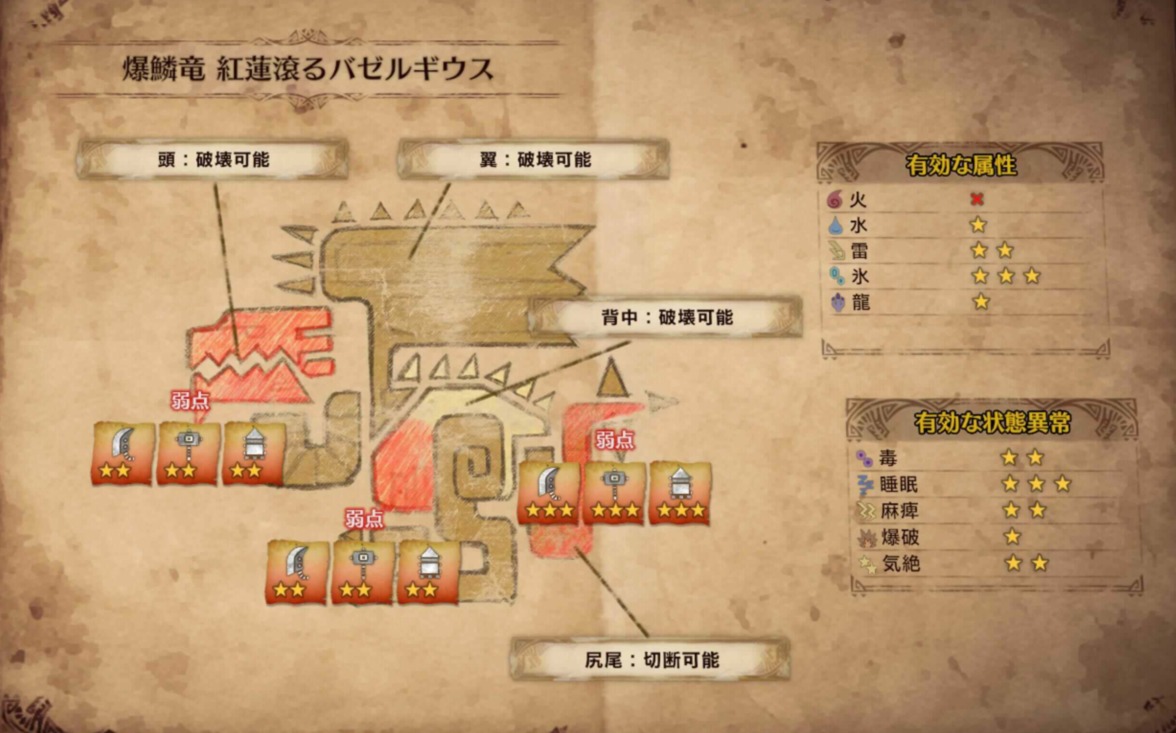 爆鱗竜 紅蓮滾るバゼルギウス
頭：破壊可能
翼：破壊可能
背中：破壊可能
弱点
弱点
弱点
尻尾：切断可能
有効な属性
火
水
雷
氷
龍
有効な状態異常
毒
睡眠
麻痺
爆破
気絶